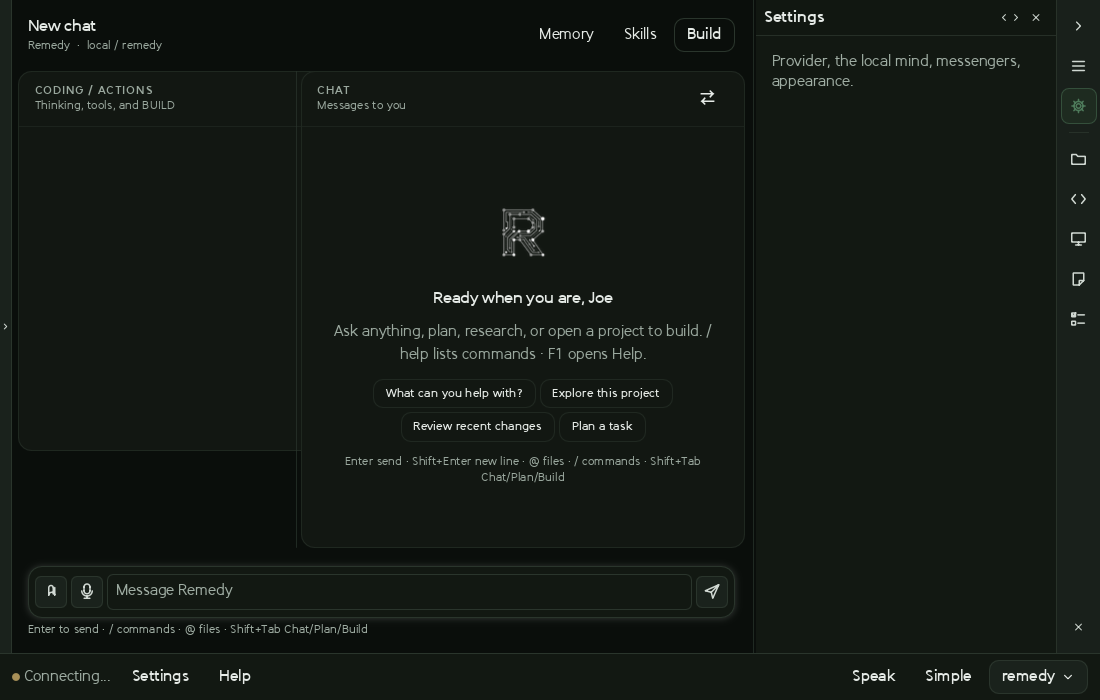 New chat
Remedy · local / remedy
Memory
Skills
Build
CODING / ACTIONS
Thinking, tools, and BUILD
CHAT
Messages to you
R
Ready when you are, Joe
Ask anything, plan, research, or open a project to build. /
help lists commands · F1 opens Help.
What can you help with?
Explore this project
Review recent changes
Plan a task
Enter send · Shift+Enter new line · @ files · / commands · Shift+Tab
Chat/Plan/Build
Message Remedy
Enter to send · / commands · @ files · Shift+Tab Chat/Plan/Build
Settings
Provider, the local mind, messengers,
appearance.
Connecting...
Settings
Help
Speak
Simple
remedy